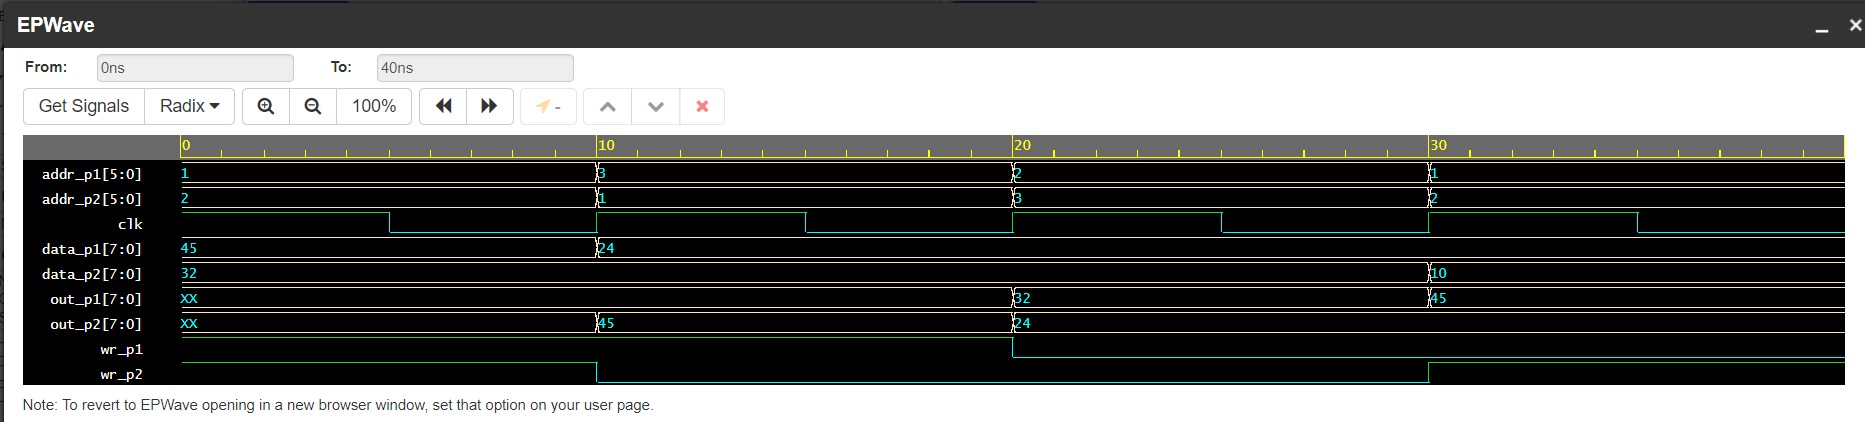 EPWave
From: 0ns To: 40ns
Get Signals Radix 100% -
0 10 20 30
addr_p1[5:0] 1 3 2 1
addr_p2[5:0] 2 1 3 2
clk
data_p1[7:0] 45 24
data_p2[7:0] 32 10
out_p1[7:0] XX 32 45
out_p2[7:0] XX 45 24
wr_p1
wr_p2
Note: To revert to EPWave opening in a new browser window, set that option on your user page.